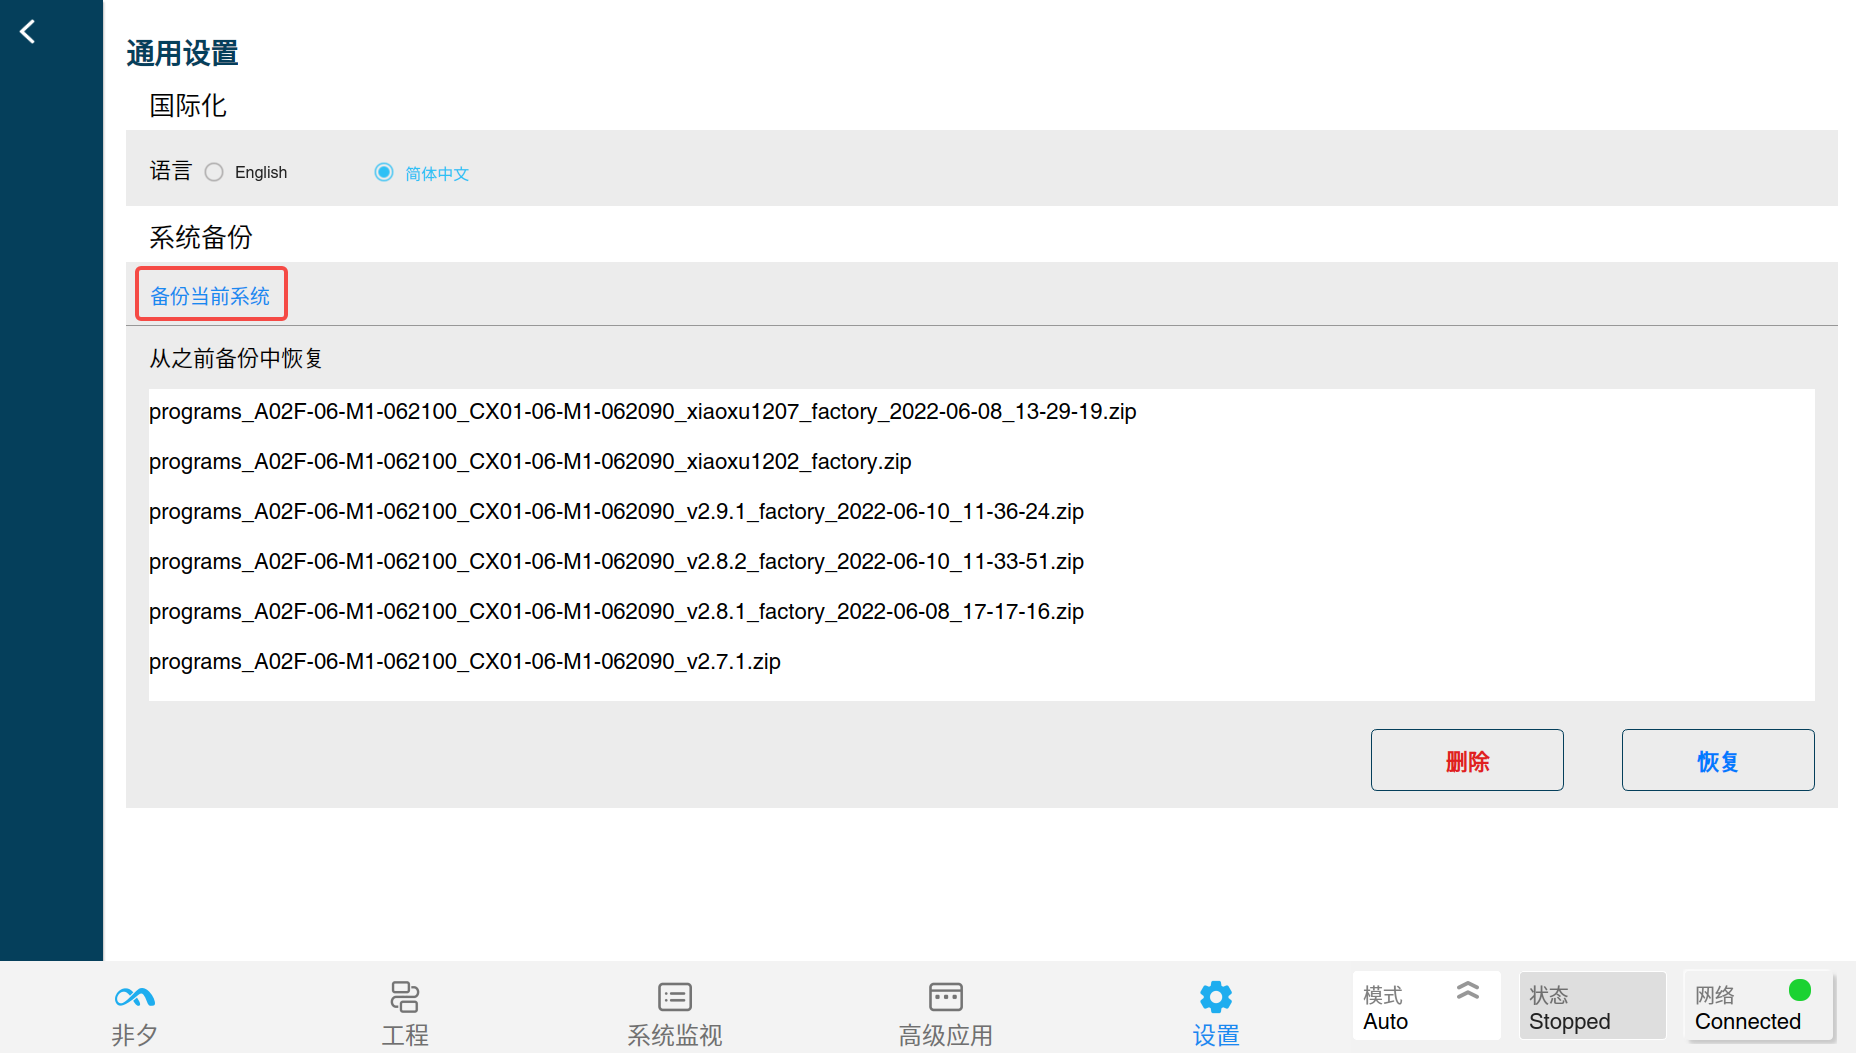 通用设置
国际化
语言 English 简体中文
系统备份
备份当前系统
从之前备份中恢复
programs_A02F-06-M1-062100_CX01-06-M1-062090_xiaoxu1207_factory_2022-06-08_13-29-19.zip
programs_A02F-06-M1-062100_CX01-06-M1-062090_xiaoxu1202_factory.zip
programs_A02F-06-M1-062100_CX01-06-M1-062090_v2.9.1_factory_2022-06-10_11-36-24.zip
programs_A02F-06-M1-062100_CX01-06-M1-062090_v2.8.2_factory_2022-06-10_11-33-51.zip
programs_A02F-06-M1-062100_CX01-06-M1-062090_v2.8.1_factory_2022-06-08_17-17-16.zip
programs_A02F-06-M1-062100_CX01-06-M1-062090_v2.7.1.zip
删除 恢复
非夕 工程 系统监视 高级应用 设置
模式 状态 网络
Auto Stopped Connected